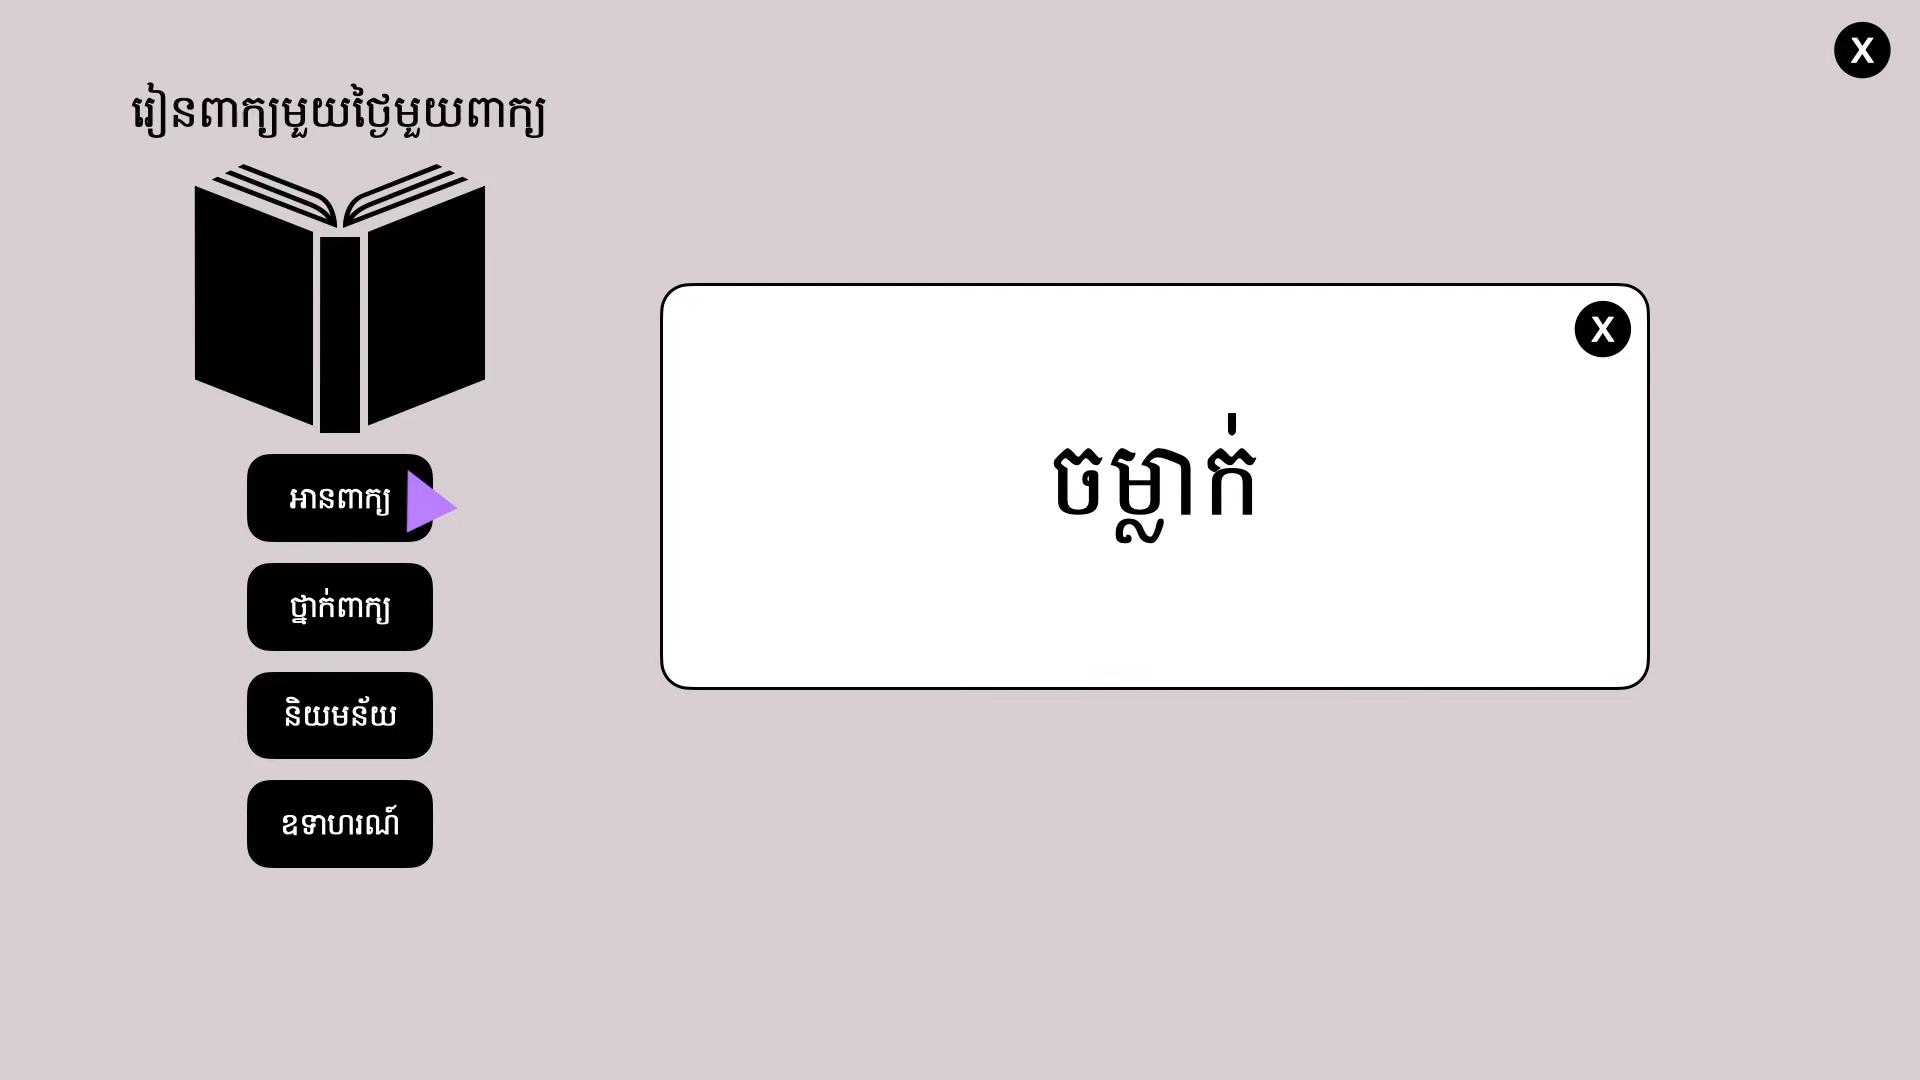 X
រៀនពាក្យមួយថ្ងៃមួយពាក្យ
X
ចម្លាក់
អានពាក្យ
ថ្នាក់ពាក្យ
និយមន័យ
ឧទាហរណ៍